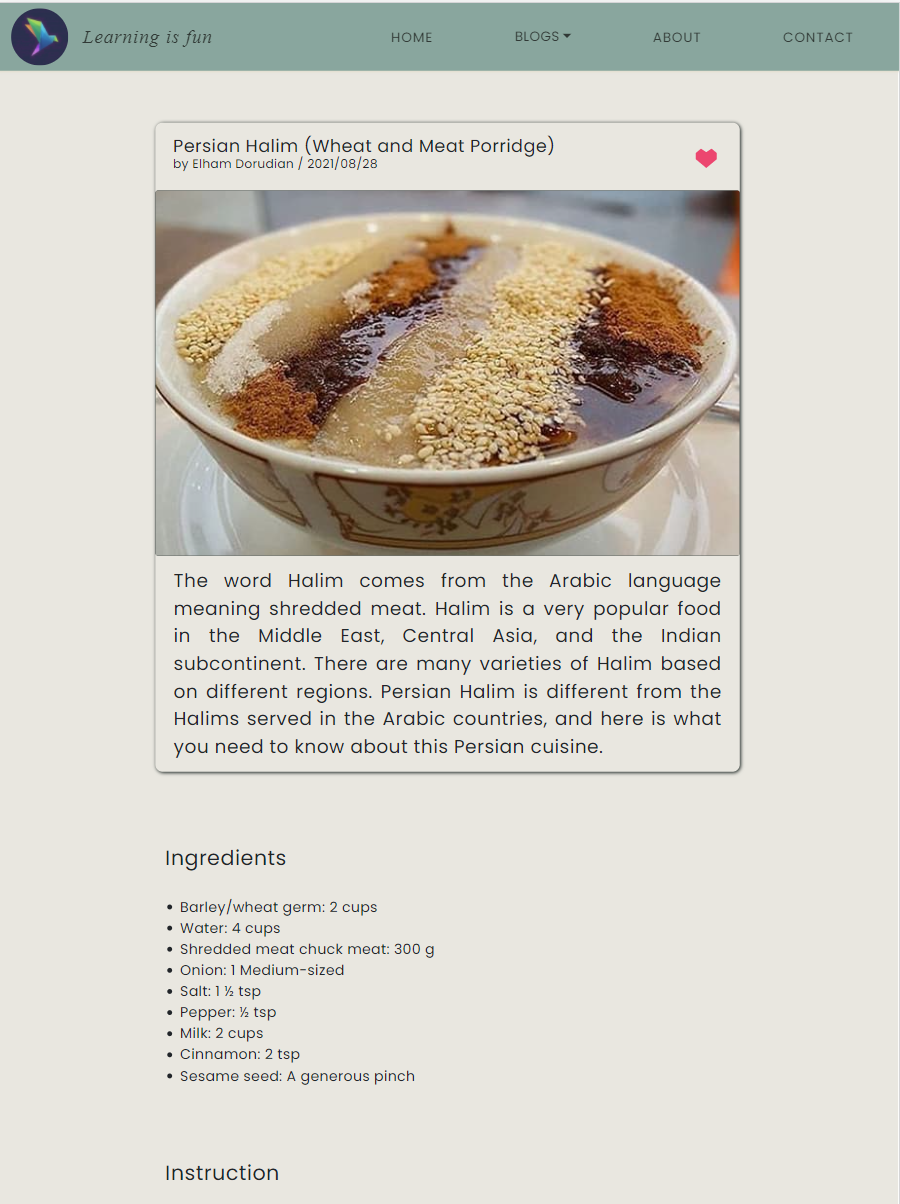 Learning is fun
HOME
BLOGS
ABOUT
CONTACT
Persian Halim (Wheat and Meat Porridge)
by Elham Dorudian / 2021/08/28
The word Halim comes from the Arabic language
meaning shredded meat. Halim is a very popular food
in the Middle East, Central Asia, and the Indian
subcontinent. There are many varieties of Halim based
on different regions. Persian Halim is different from the
Halims served in the Arabic countries, and here is what
you need to know about this Persian cuisine.
Ingredients
• Barley/wheat germ: 2 cups
• Water: 4 cups
• Shredded meat chuck meat: 300 g
• Onion: 1 Medium-sized
• Salt: 1 ½ tsp
• Pepper: ½ tsp
• Milk: 2 cups
• Cinnamon: 2 tsp
• Sesame seed: A generous pinch
Instruction